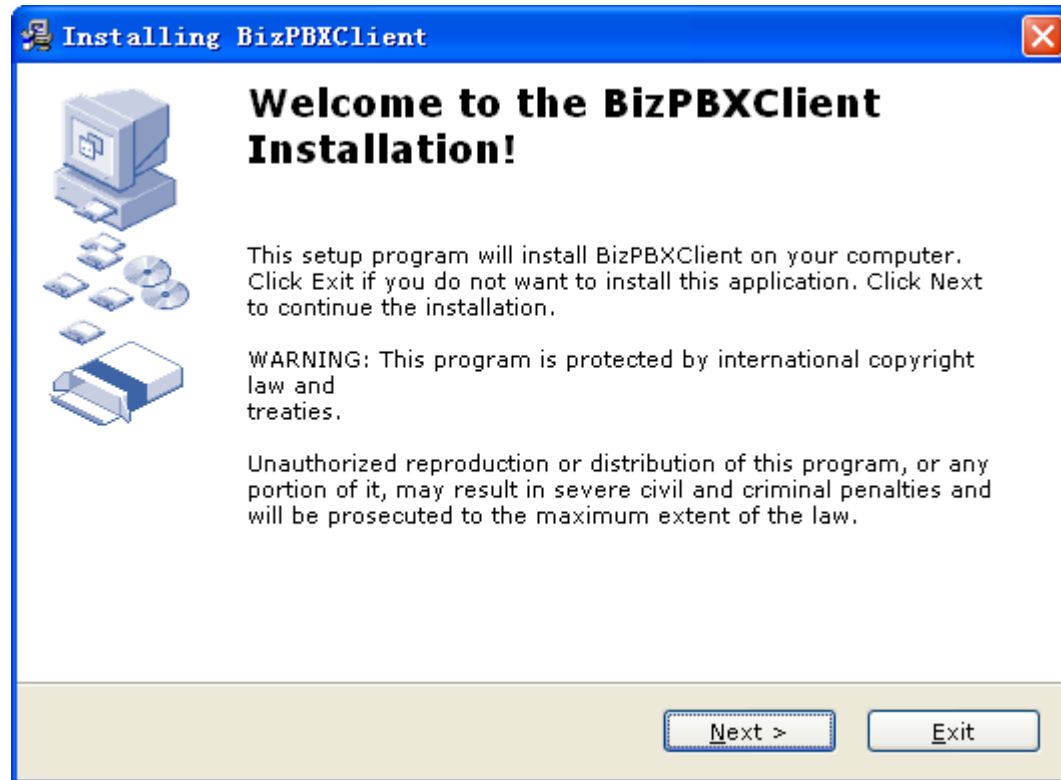 Installing BizPBXClient
Welcome to the BizPBXClient
Installation!
This setup program will install BizPBXClient on your computer.
Click Exit if you do not want to install this application. Click Next
to continue the installation.
WARNING: This program is protected by international copyright
law and
treaties.
Unauthorized reproduction or distribution of this program, or any
portion of it, may result in severe civil and criminal penalties and
will be prosecuted to the maximum extent of the law.
Next > Exit